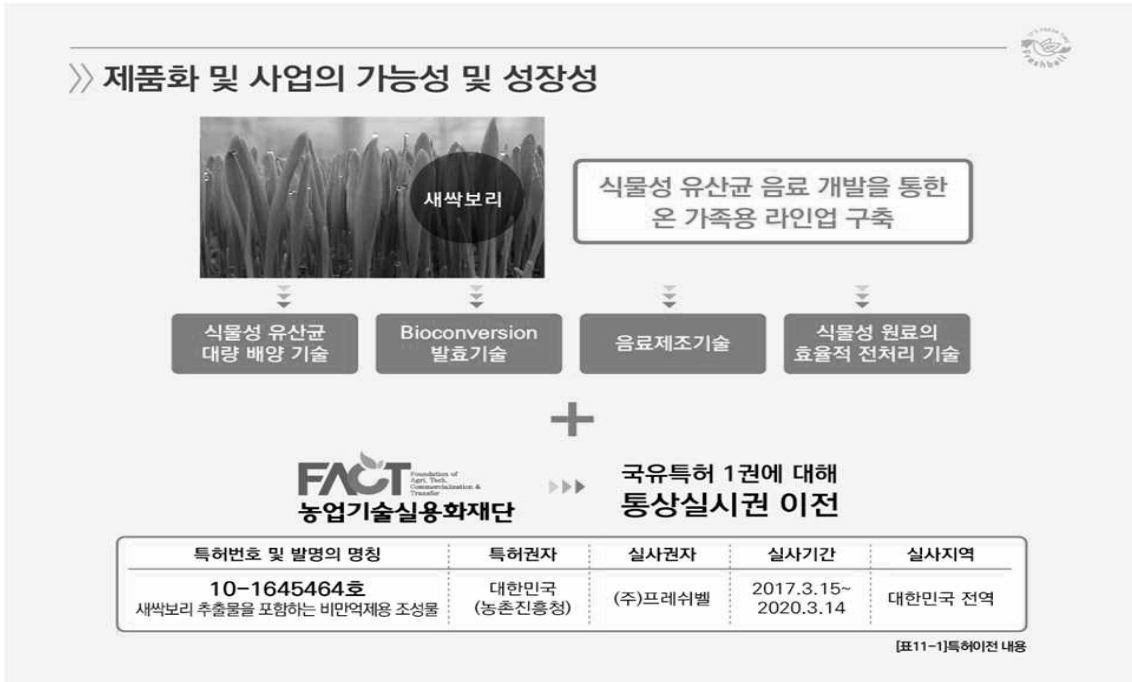 IT'S FRESH TIME
Freshbell
제품화 및 사업의 가능성 및 성장성
새싹보리
식물성 유산균 음료 개발을 통한
온 가족용 라인업 구축
식물성 유산균
대량 배양 기술
Bioconversion
발효기술
음료제조기술
식물성 원료의
효율적 전처리 기술
+
FACT
Foundation of
Agri. Tech.
Commercialization &
Transfer
농업기술실용화재단
국유특허 1권에 대해
통상실시권 이전
특허번호 및 발명의 명칭 특허권자 실사권자 실사기간 실사지역
10-1645464호
새싹보리 추출물을 포함하는 비만억제용 조성물
대한민국
(농촌진흥청)
(주)프레쉬벨
2017.3.15~
2020.3.14
대한민국 전역
[표11-1]특허이전 내용